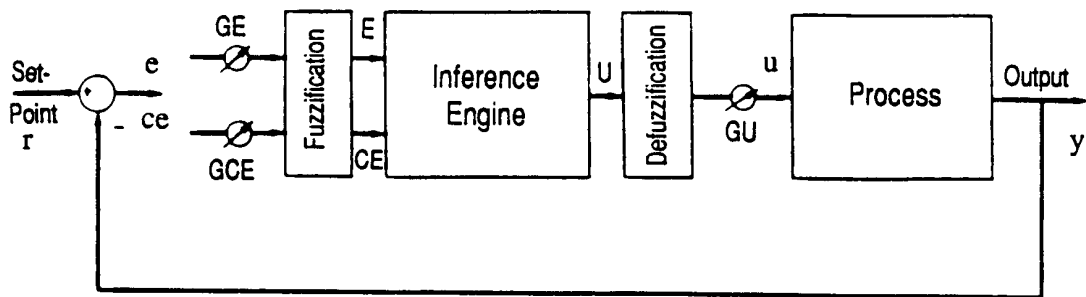 GE
E
e
Set-
Point
r
+
-
ce
GCE
Fuzzification
CE
Inference
Engine
U
Defuzzification
u
GU
Process
Output
y